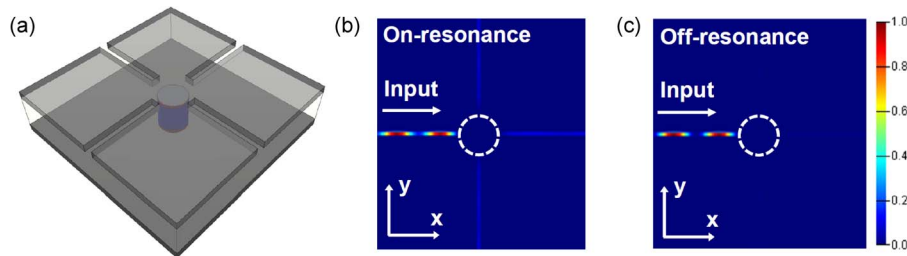 (a)
(b)
On-resonance
Input
y
x
(c)
Off-resonance
Input
y
x
1.0
0.8
0.6
0.4
0.2
0.0